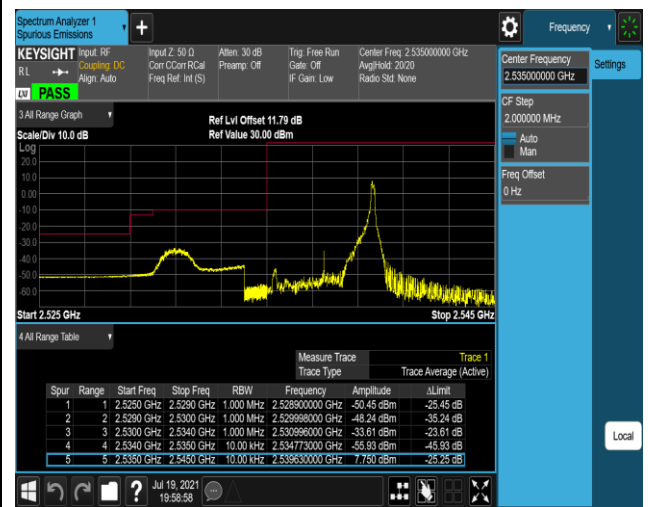 Spectrum Analyzer 1
Spurious Emissions
Frequency
KEYSIGHT Input: RF Input Z: 50 Ω Atten: 30 dB Trig: Free Run Center Freq: 2.535000000 GHz
RL Coupling: DC Corr CCorr RCal Preamp: Off Gate: Off Avg|Hold: 20/20
Align: Auto Freq Ref: Int (S) IF Gain: Low Radio Std: None
LXI PASS
Center Frequency
2.535000000 GHz
Settings
CF Step
2.000000 MHz
Auto
Man
Freq Offset
0 Hz
Local
3 All Range Graph
Ref Lvl Offset 11.79 dB
Scale/Div 10.0 dB Ref Value 30.00 dBm
Log
20.0
10.0
0.00
-10.0
-20.0
-30.0
-40.0
-50.0
-60.0
Start 2.525 GHz Stop 2.545 GHz
4 All Range Table
Measure Trace Trace 1
Trace Type Trace Average (Active)
Spur Range Start Freq Stop Freq RBW Frequency Amplitude ΔLimit
1 1 2.5250 GHz 2.5290 GHz 1.000 MHz 2.528900000 GHz -50.45 dBm -25.45 dB
2 2 2.5290 GHz 2.5300 GHz 1.000 MHz 2.529998000 GHz -48.24 dBm -35.24 dB
3 3 2.5300 GHz 2.5340 GHz 1.000 MHz 2.530996000 GHz -33.61 dBm -23.61 dB
4 4 2.5340 GHz 2.5350 GHz 10.00 kHz 2.534773000 GHz -55.93 dBm -45.93 dB
5 5 2.5350 GHz 2.5450 GHz 10.00 kHz 2.539630000 GHz 7.750 dBm -25.25 dB
? Jul 19, 2021
19:58:58